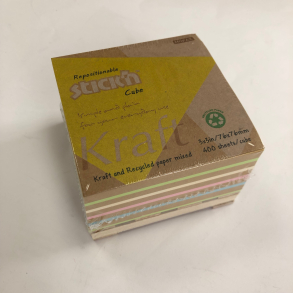 Repositionable
STICK'N
Cube
Kraft
Kraft and Recycled paper mixed
3x3in/76x76mm
400 sheets/cube